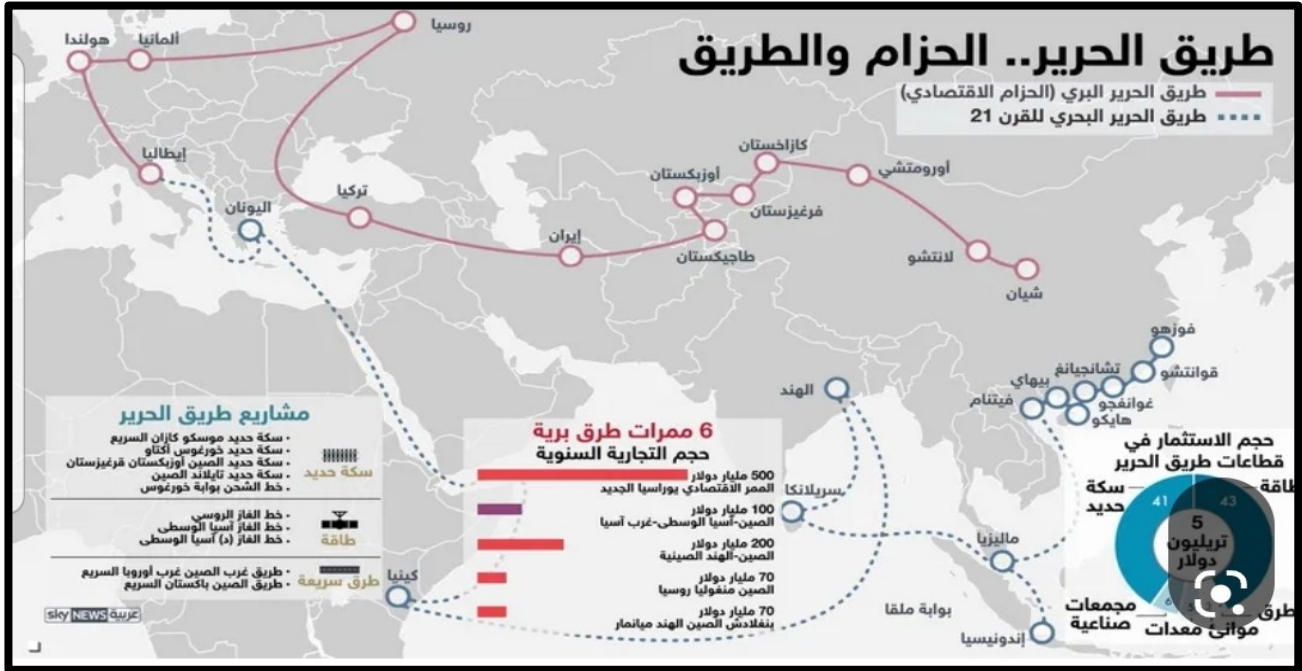 طريق الحرير.. الحزام والطريق
طريق الحرير البري (الحزام الاقتصادي)
طريق الحرير البحري للقرن 21
روسيا
ألمانيا
هولندا
إيطاليا
اليونان
تركيا
إيران
أوزبكستان
كازاخستان
قرغيزستان
طاجيكستان
أورومتشي
لانتشو
شيان
فوزهو
قوانتشو
تشانجيانغ
غوانغجو
بيهاي
هايكو
فيتنام
الهند
سريلانكا
ماليزيا
بوابة ملقا
إندونيسيا
كينيا
مشاريع طريق الحرير
سكة حديد
• سكة حديد موسكو كازان السريع
• سكة حديد خورغوس أكتاو
• سكة حديد الصين أوزبكستان قرغيزستان
• سكة حديد تايلاند الصين
• خط الشحن بوابة خورغوس
طاقة
• خط الغاز الروسي
• خط الغاز آسيا الوسطى
• خط الغاز (د) آسيا الوسطى
طرق سريعة
• طريق غرب الصين غرب أوروبا السريع
• طريق الصين باكستان السريع
6 ممرات طرق برية
حجم التجارية السنوية
500 مليار دولار
الممر الاقتصادي يوراسيا الجديد
100 مليار دولار
الصين-آسيا الوسطى-غرب آسيا
200 مليار دولار
الصين-الهند الصينية
70 مليار دولار
الصين منغوليا روسيا
70 مليار دولار
بنغلادش الصين الهند ميانمار
حجم الاستثمار في
قطاعات طريق الحرير
طاقة
43
سكة
حديد
41
5
تريليون
دولار
طرق
6
موانئ معدات
مجمعات
صناعية
sky NEWS عربية